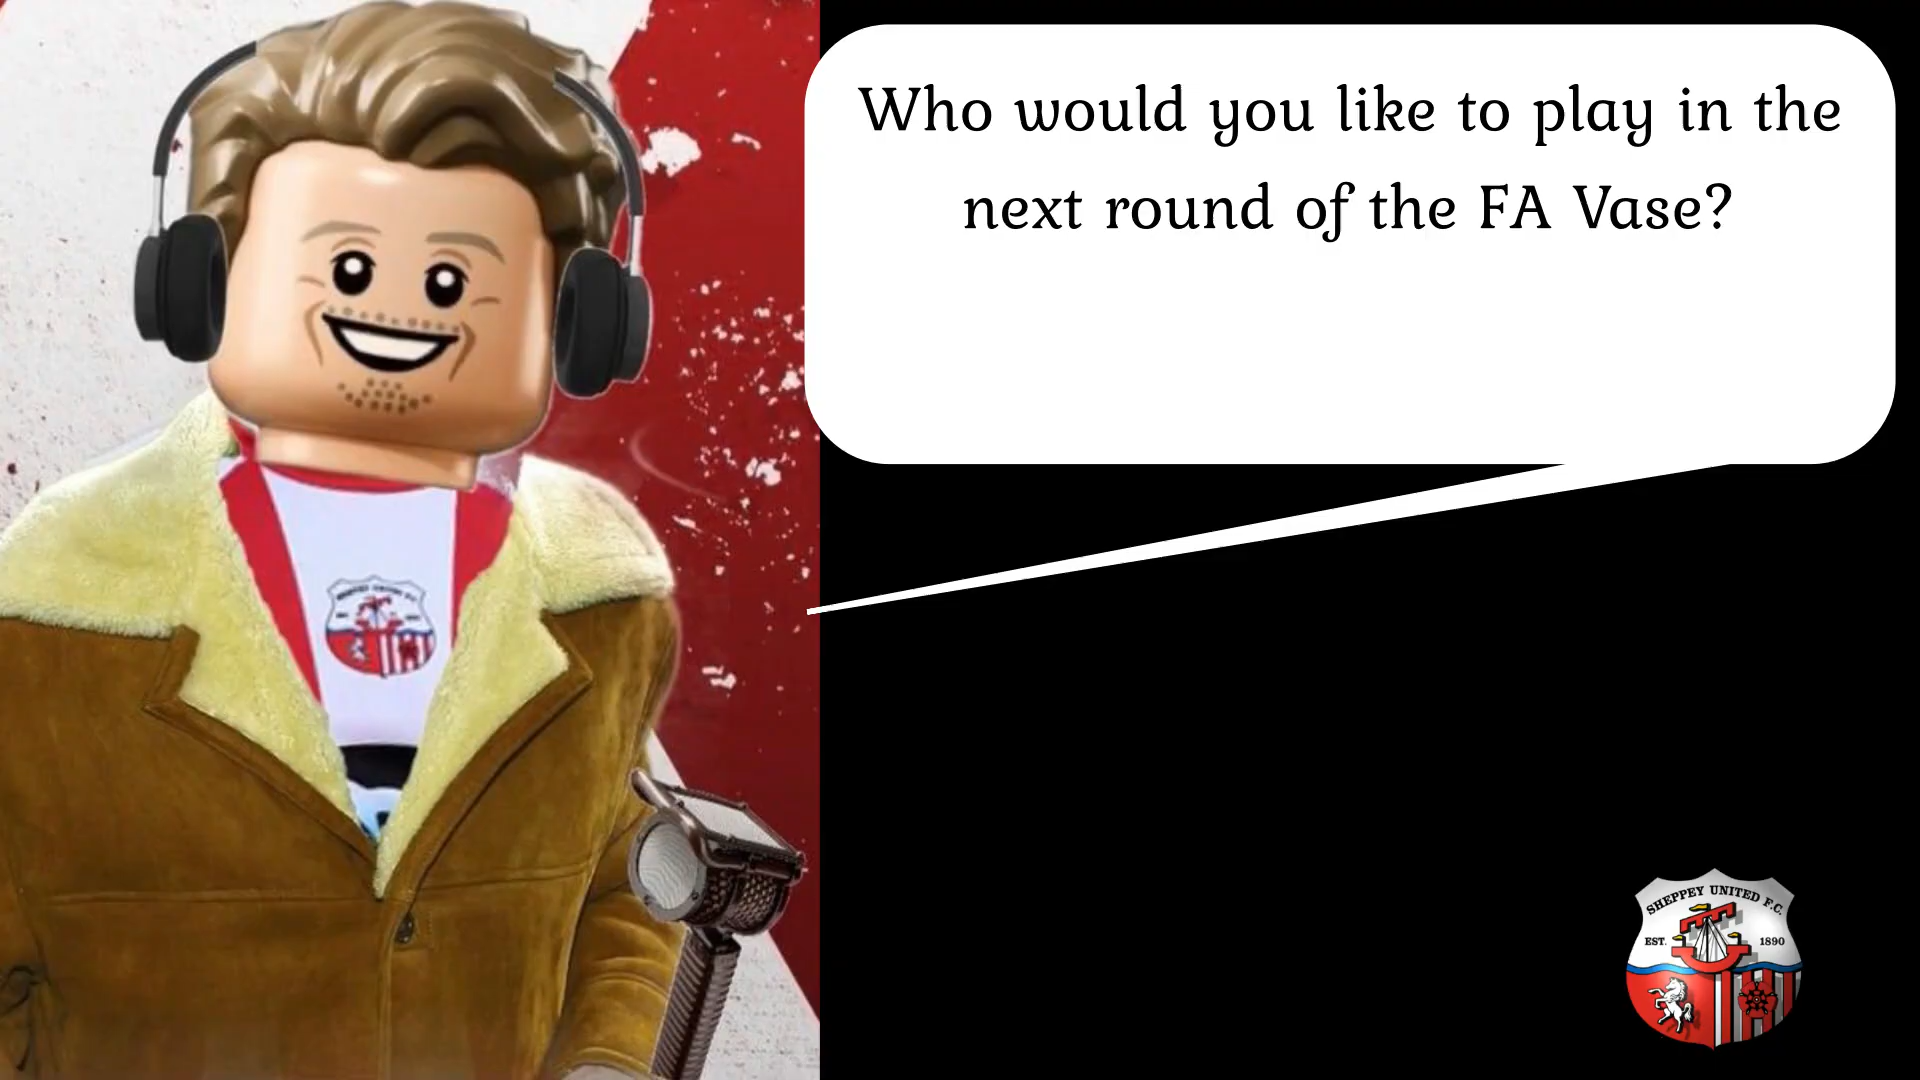 Who would you like to play in the
next round of the FA Vase?
SHEPPEY UNITED F.C.
EST. 1890